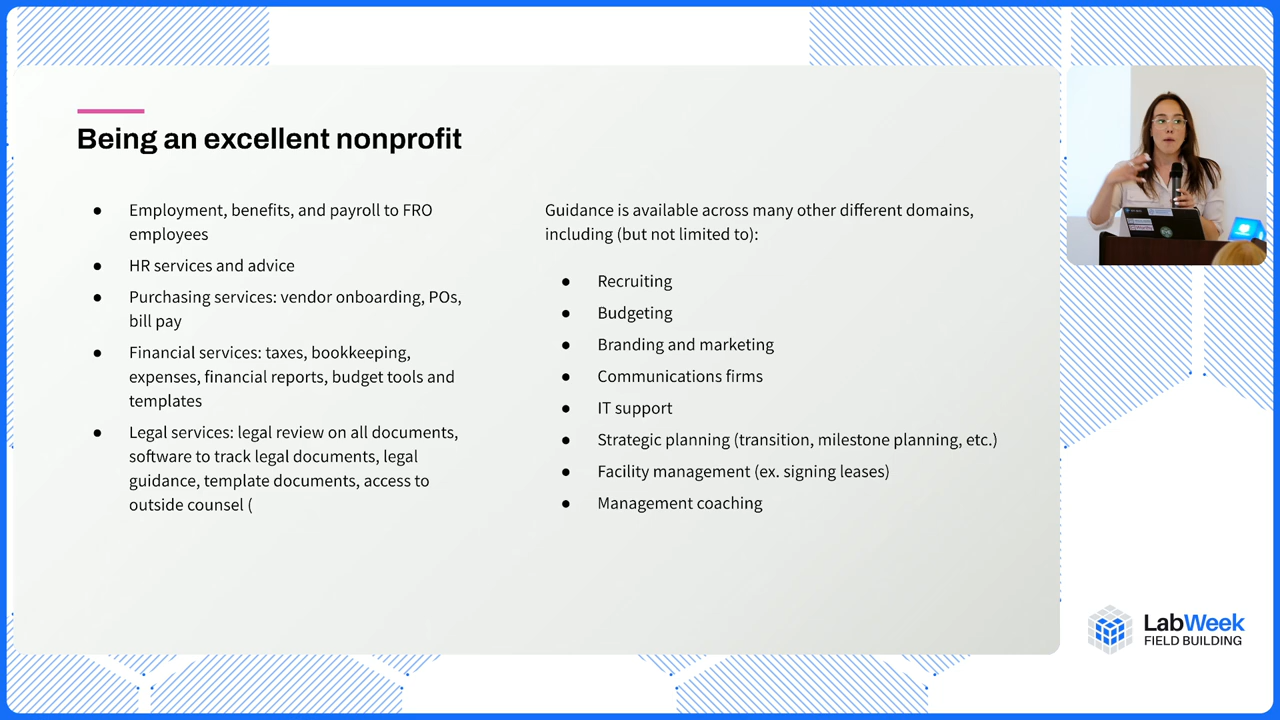 Being an excellent nonprofit
● Employment, benefits, and payroll to FRO
employees
● HR services and advice
● Purchasing services: vendor onboarding, POs,
bill pay
● Financial services: taxes, bookkeeping,
expenses, financial reports, budget tools and
templates
● Legal services: legal review on all documents,
software to track legal documents, legal
guidance, template documents, access to
outside counsel (
Guidance is available across many other different domains,
including (but not limited to):
● Recruiting
● Budgeting
● Branding and marketing
● Communications firms
● IT support
● Strategic planning (transition, milestone planning, etc.)
● Facility management (ex. signing leases)
● Management coaching
LabWeek
FIELD BUILDING